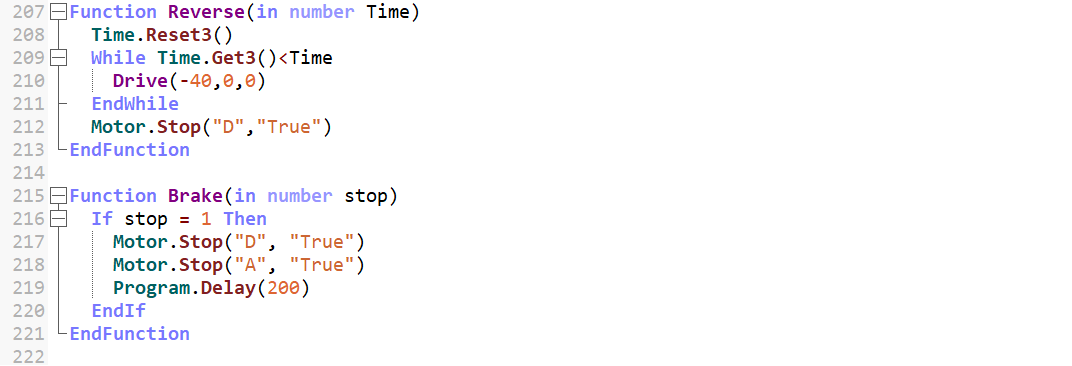 207 Function Reverse(in number Time)
208 Time.Reset3()
209 While Time.Get3()<Time
210 Drive(-40,0,0)
211 EndWhile
212 Motor.Stop("D","True")
213 EndFunction
214
215 Function Brake(in number stop)
216 If stop = 1 Then
217 Motor.Stop("D", "True")
218 Motor.Stop("A", "True")
219 Program.Delay(200)
220 EndIf
221 EndFunction
222